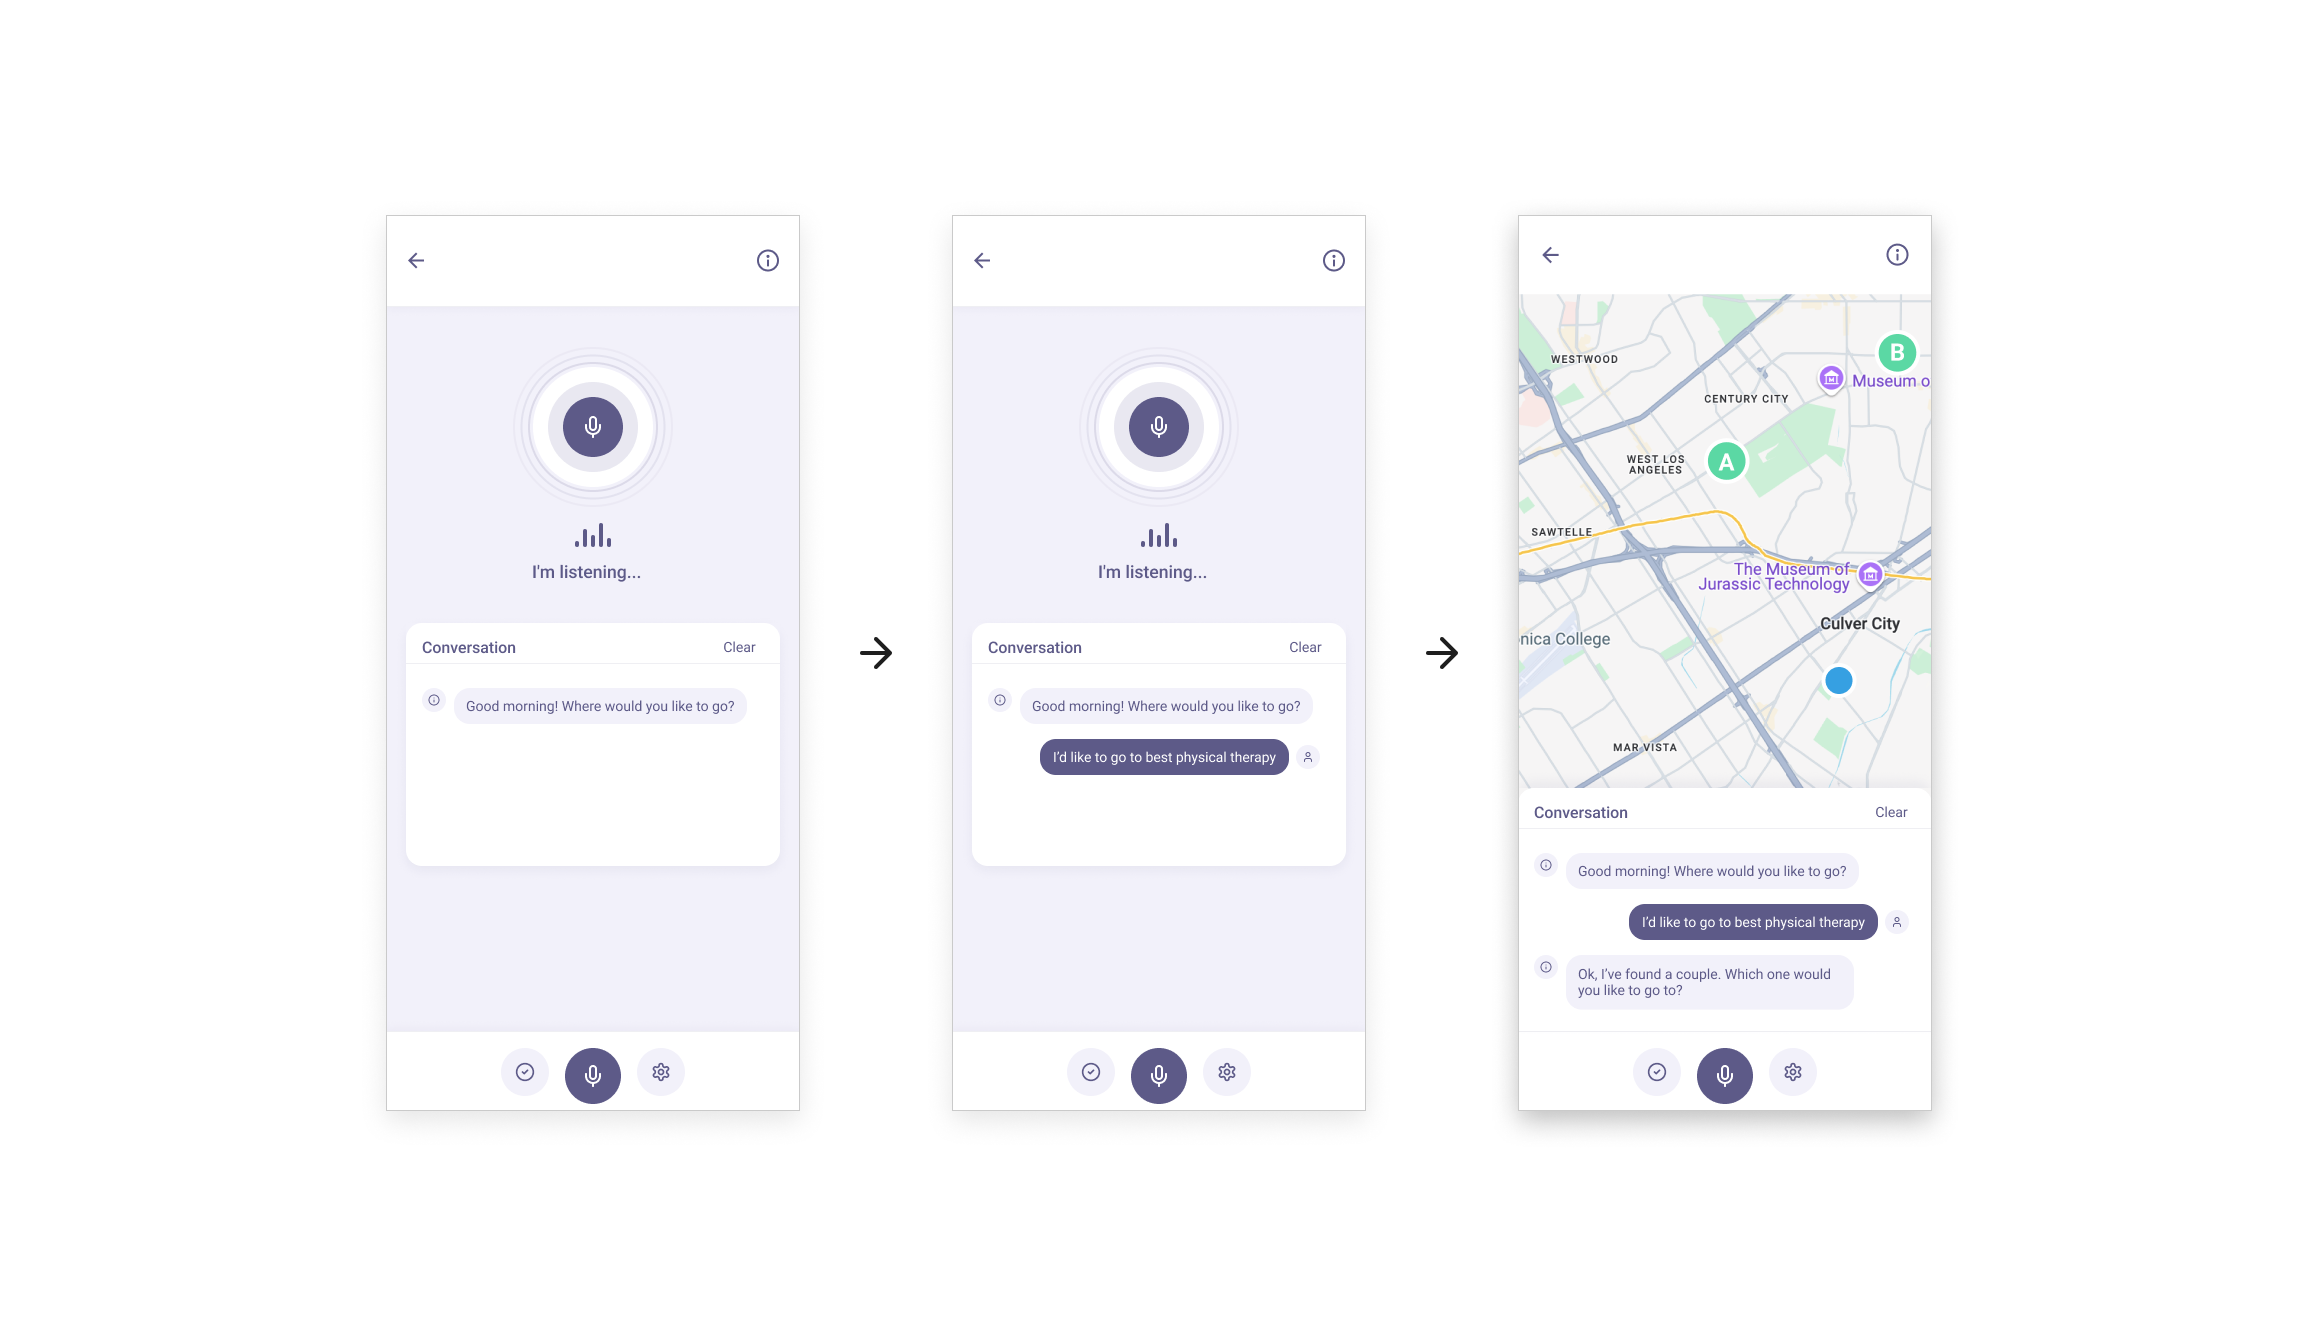 I'm listening...
Conversation
Clear
Good morning! Where would you like to go?
I'm listening...
Conversation
Clear
Good morning! Where would you like to go?
I'd like to go to best physical therapy
WESTWOOD
B
Museum o
CENTURY CITY
WEST LOS
ANGELES
A
SAWTELLE
The Museum of
Jurassic Technology
Culver City
nica College
MAR VISTA
Conversation
Clear
Good morning! Where would you like to go?
I'd like to go to best physical therapy
Ok, I've found a couple. Which one would
you like to go to?